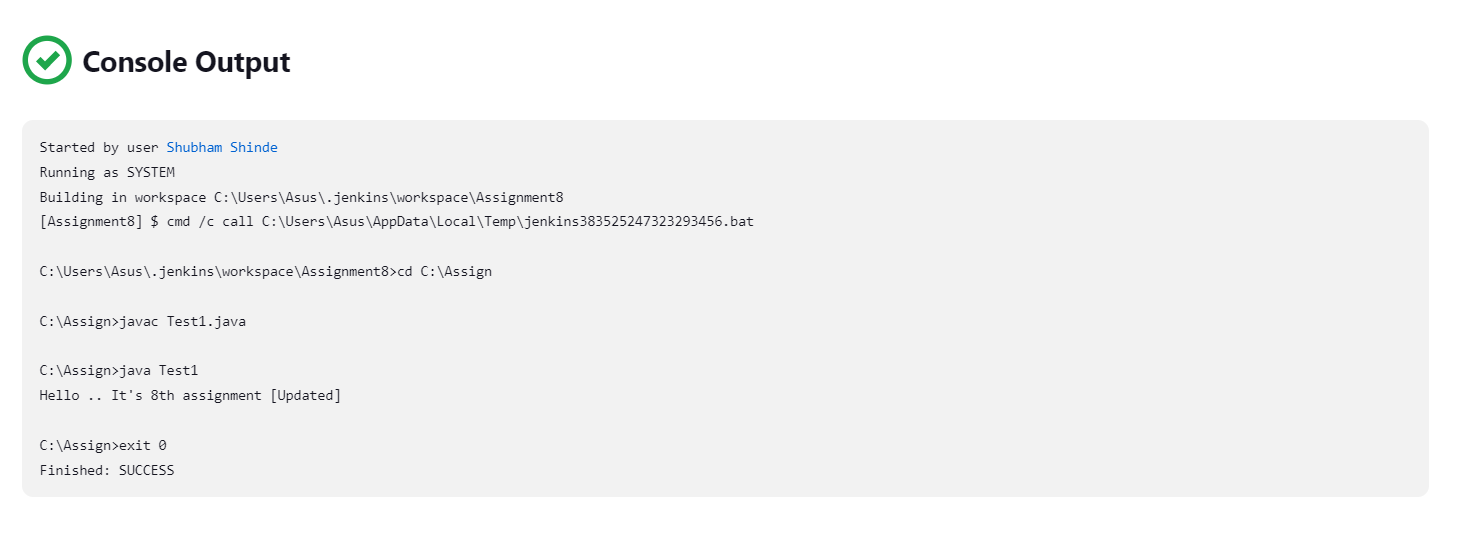 Console Output
Started by user Shubham Shinde
Running as SYSTEM
Building in workspace C:\Users\Asus\.jenkins\workspace\Assignment8
[Assignment8] $ cmd /c call C:\Users\Asus\AppData\Local\Temp\jenkins383525247323293456.bat
C:\Users\Asus\.jenkins\workspace\Assignment8>cd C:\Assign
C:\Assign>javac Test1.java
C:\Assign>java Test1
Hello .. It's 8th assignment [Updated]
C:\Assign>exit 0
Finished: SUCCESS